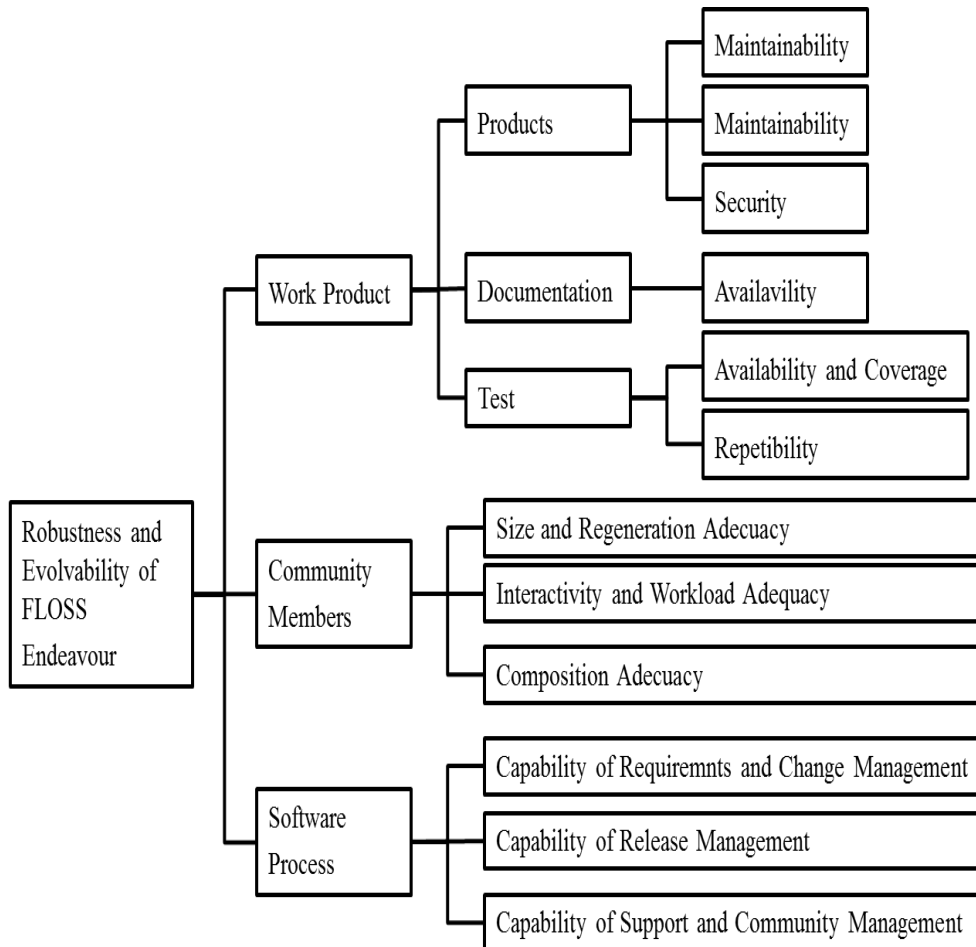 Maintainability
Products
Maintainability
Security
Work Product
Documentation
Availavility
Availability and Coverage
Test
Repetibility
Robustness and
Evolvability of
FLOSS
Endeavour
Size and Regeneration Adecuacy
Community
Members
Interactivity and Workload Adequacy
Composition Adecuacy
Capability of Requiremnts and Change Management
Software
Process
Capability of Release Management
Capability of Support and Community Management